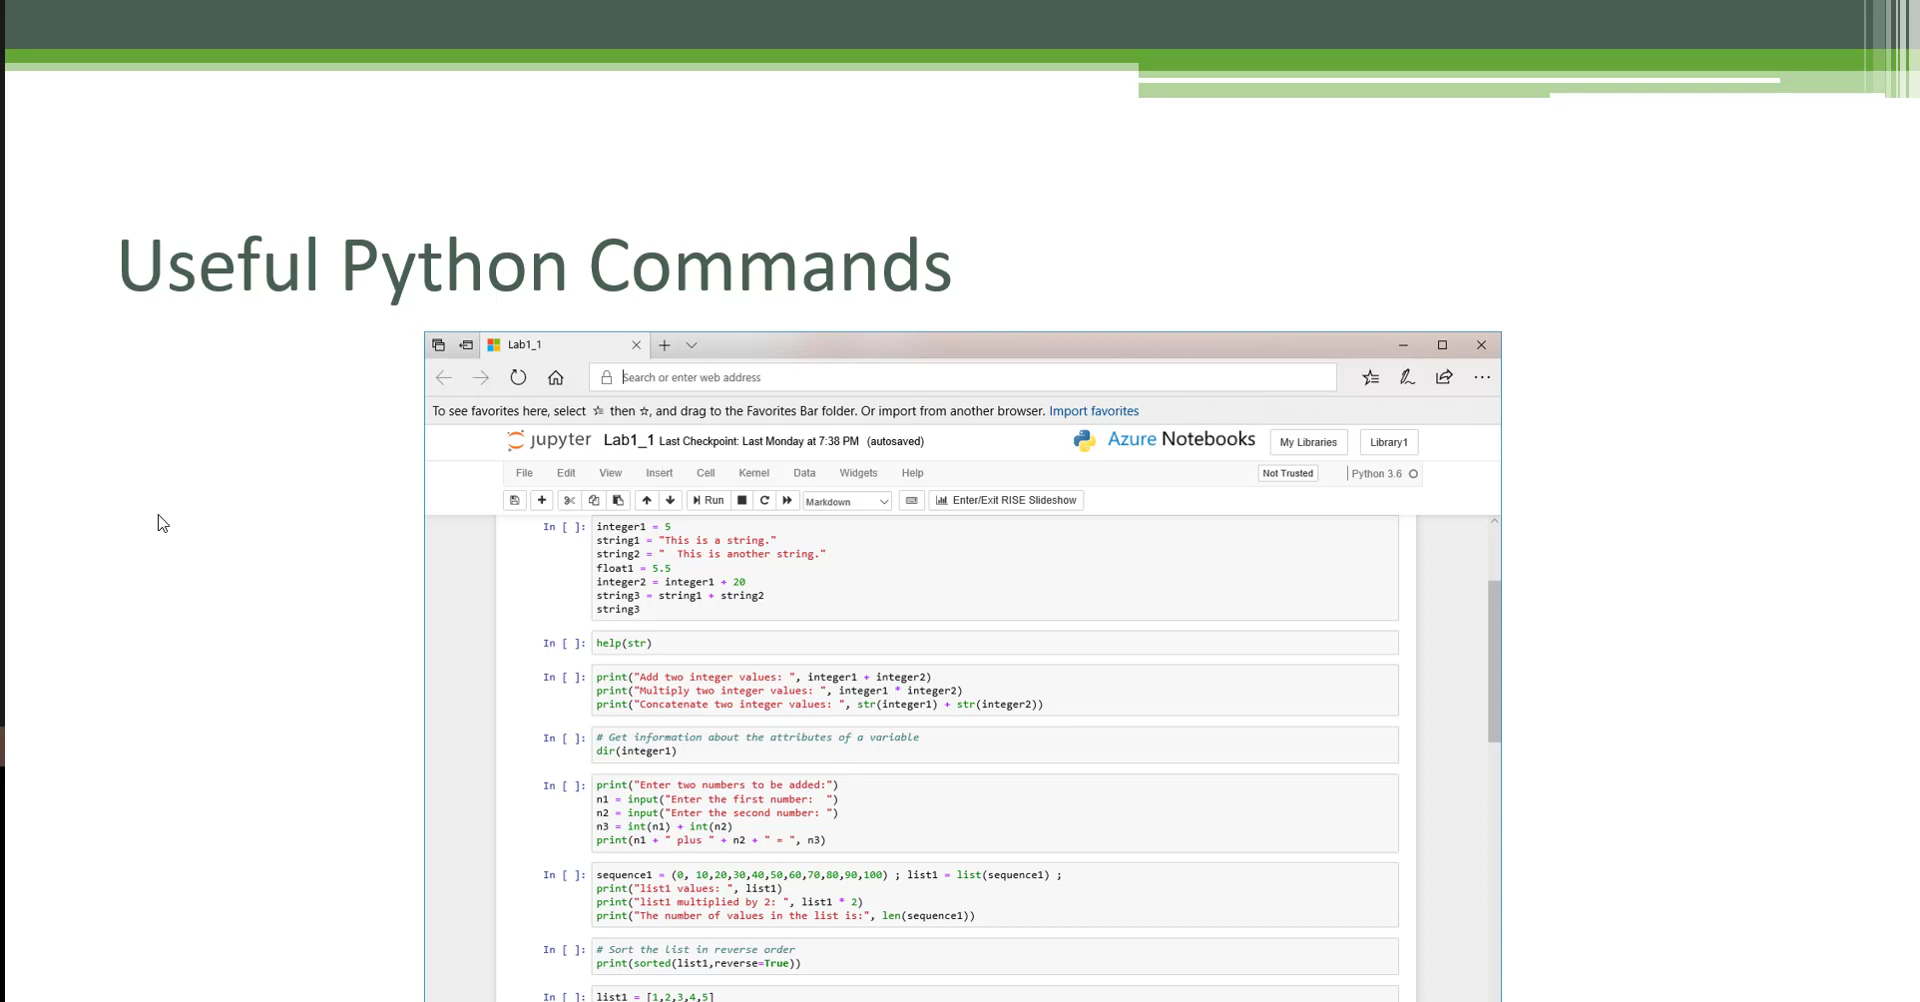 Useful Python Commands
Lab1_1
Search or enter web address
To see favorites here, select ☆ then ☆, and drag to the Favorites Bar folder. Or import from another browser. Import favorites
jupyter Lab1_1 Last Checkpoint: Last Monday at 7:38 PM (autosaved) Azure Notebooks My Libraries Library1
File Edit View Insert Cell Kernel Data Widgets Help Not Trusted Python 3.6
Run Markdown Enter/Exit RISE Slideshow
In [ ]: integer1 = 5
string1 = "This is a string."
string2 = "  This is another string."
float1 = 5.5
integer2 = integer1 + 20
string3 = string1 + string2
string3
In [ ]: help(str)
In [ ]: print("Add two integer values: ", integer1 + integer2)
print("Multiply two integer values: ", integer1 * integer2)
print("Concatenate two integer values: ", str(integer1) + str(integer2))
In [ ]: # Get information about the attributes of a variable
dir(integer1)
In [ ]: print("Enter two numbers to be added:")
n1 = input("Enter the first number:  ")
n2 = input("Enter the second number: ")
n3 = int(n1) + int(n2)
print(n1 + " plus " + n2 + " = ", n3)
In [ ]: sequence1 = (0, 10,20,30,40,50,60,70,80,90,100) ; list1 = list(sequence1) ;
print("list1 values: ", list1)
print("list1 multiplied by 2: ", list1 * 2)
print("The number of values in the list is:", len(sequence1))
In [ ]: # Sort the list in reverse order
print(sorted(list1,reverse=True))
In [ ]: list1 = [1,2,3,4,5]